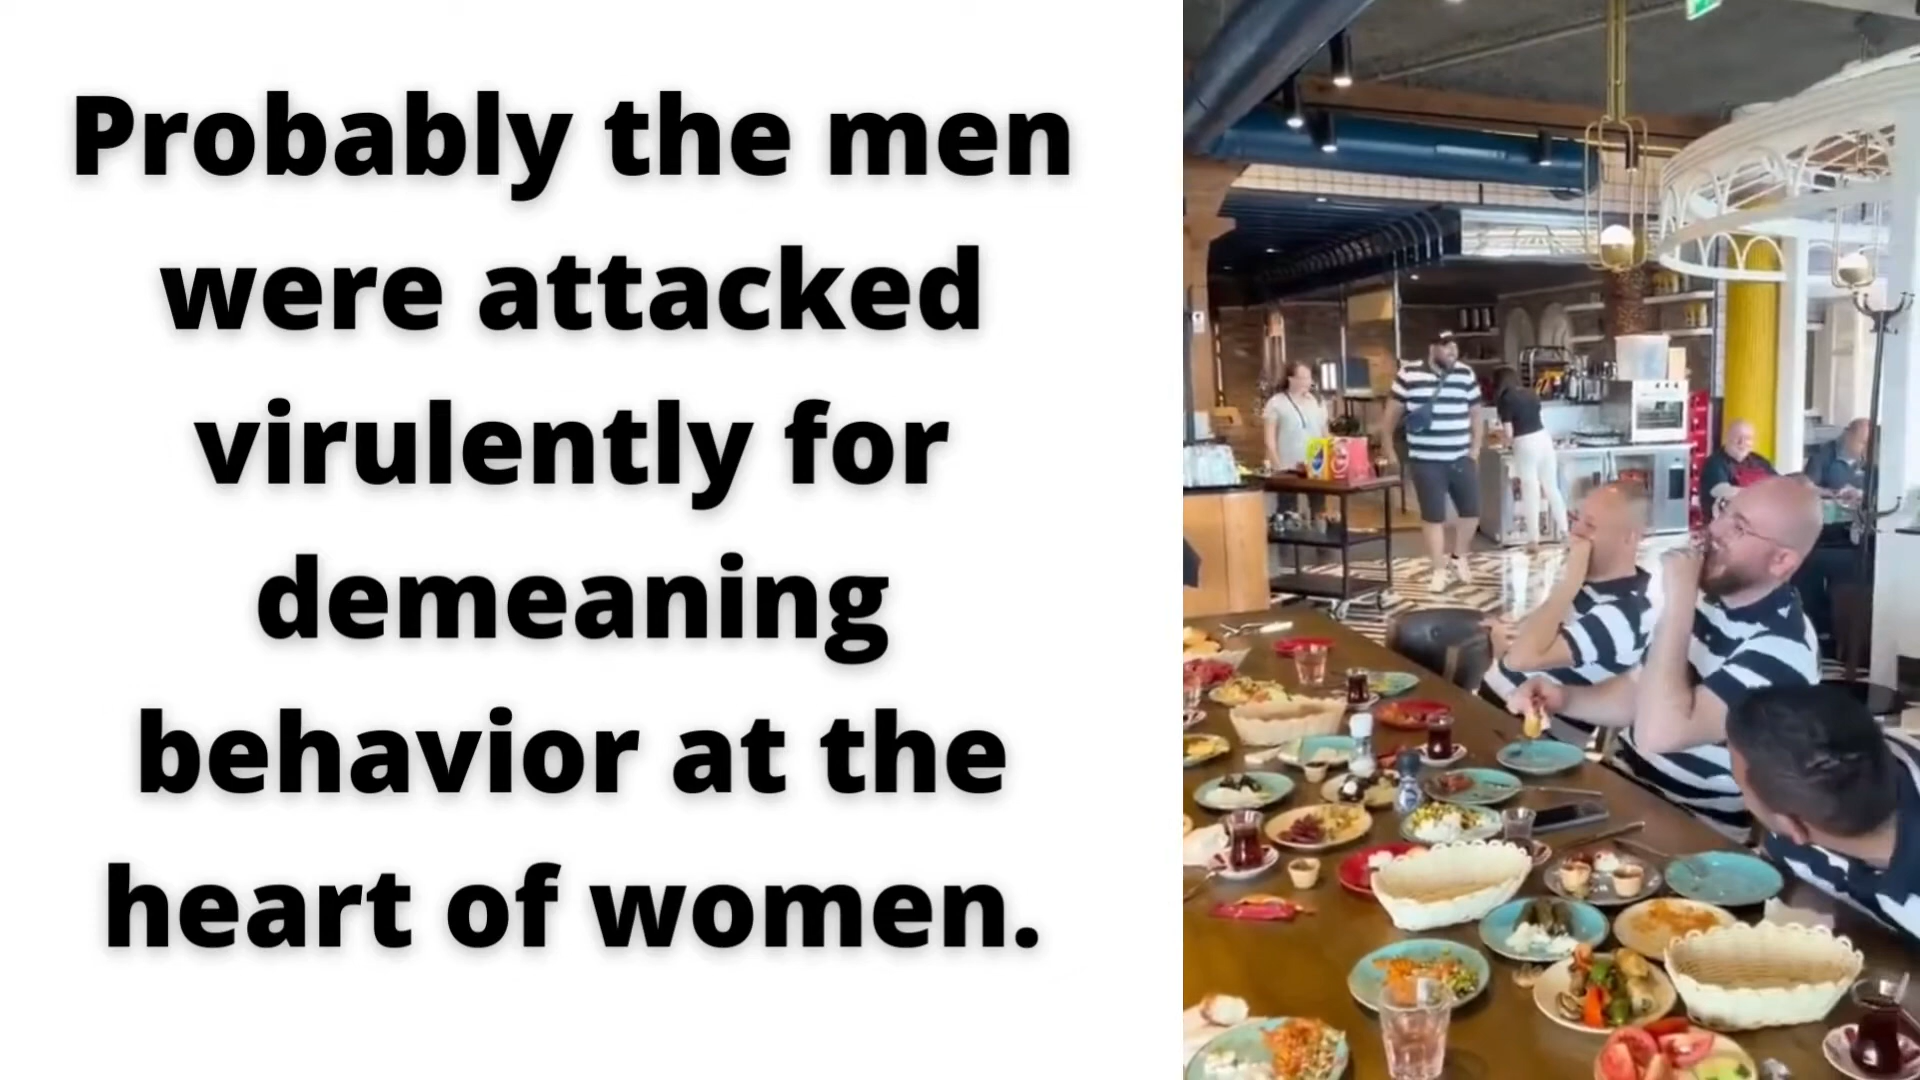 Probably the men
were attacked
virulently for
demeaning
behavior at the
heart of women.